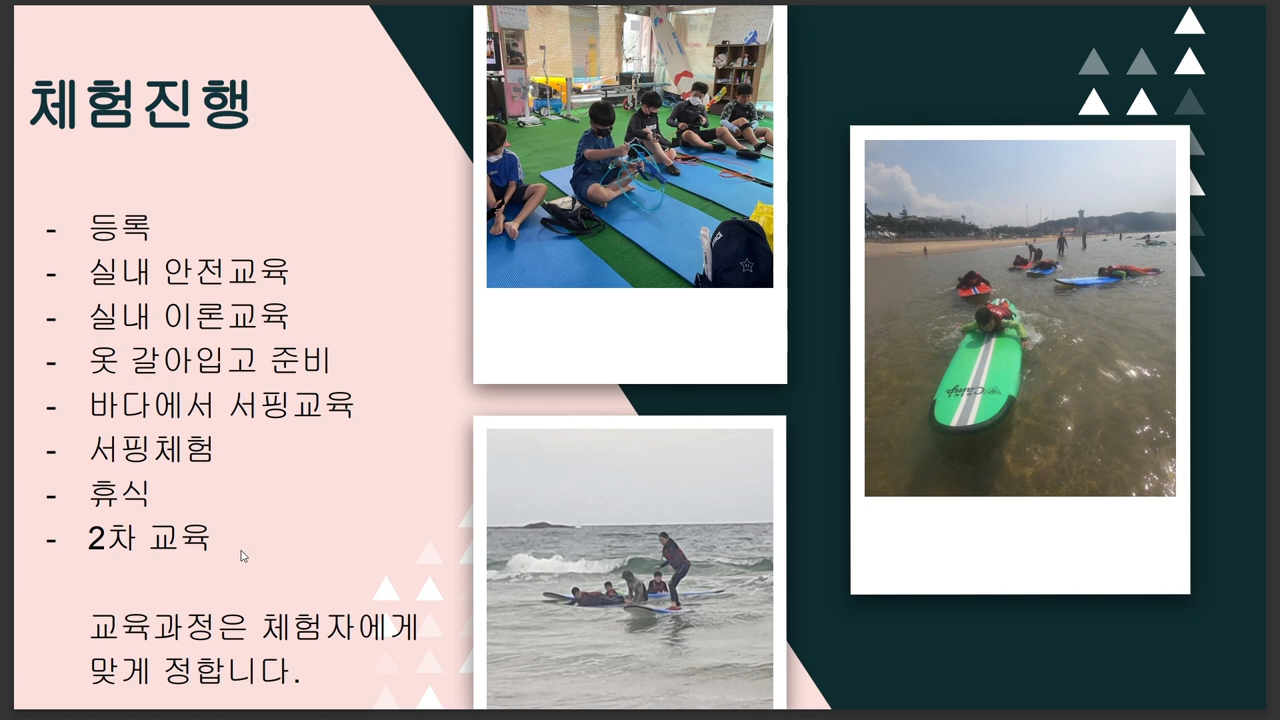 체험진행
- 등록
- 실내 안전교육
- 실내 이론교육
- 옷 갈아입고 준비
- 바다에서 서핑교육
- 서핑체험
- 휴식
- 2차 교육
교육과정은 체험자에게
맞게 정합니다.
Camp